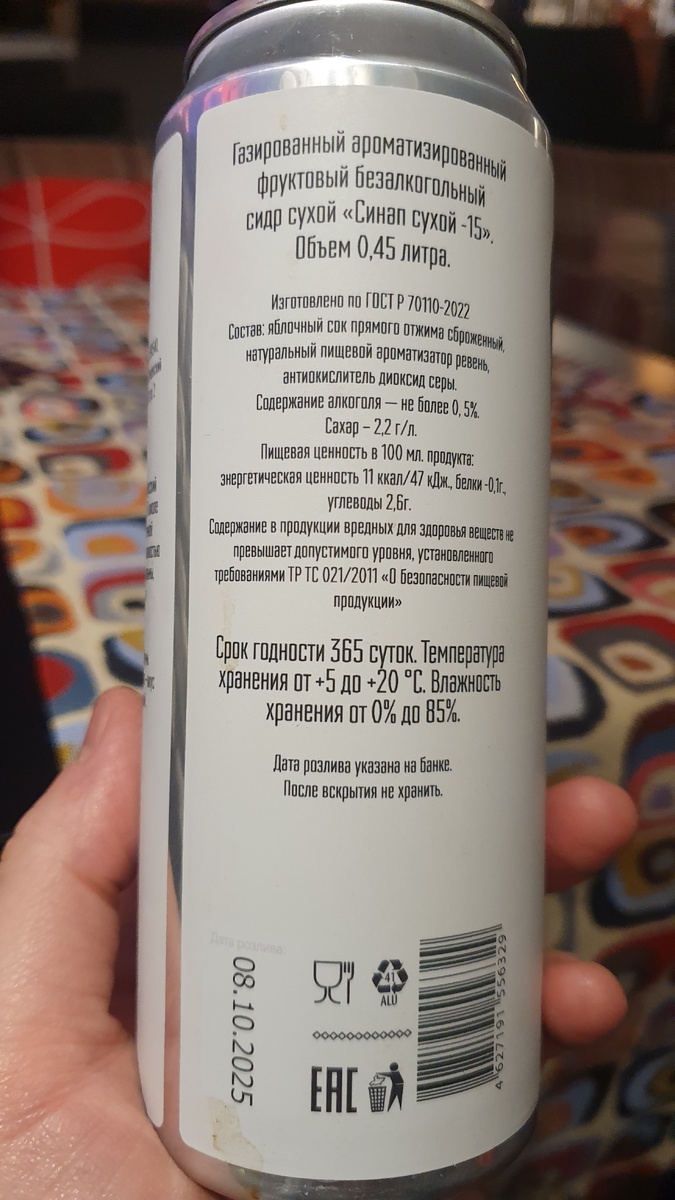 Газированный ароматизированный
фруктовый безалкогольный
сидр сухой «Синап сухой -15».
Объем 0,45 литра.
Изготовлено по ГОСТ Р 70110-2022
Состав: яблочный сок прямого отжима сброженный,
натуральный пищевой ароматизатор ревень,
антиокислитель диоксид серы.
Содержание алкоголя — не более 0, 5%.
Сахар – 2,2 г/л.
Пищевая ценность в 100 мл. продукта:
энергетическая ценность 11 ккал/47 кДж., белки -0,1г.,
углеводы 2,6г.
Содержание в продукции вредных для здоровья веществ не
превышает допустимого уровня, установленного
требованиями ТР ТС 021/2011 «О безопасности пищевой
продукции»
Срок годности 365 суток. Температура
хранения от +5 до +20 °С. Влажность
хранения от 0% до 85%.
Дата розлива указана на банке.
После вскрытия не хранить.
Дата розлива:
08.10.2025
41
ALU
EAC
4 627191 556329